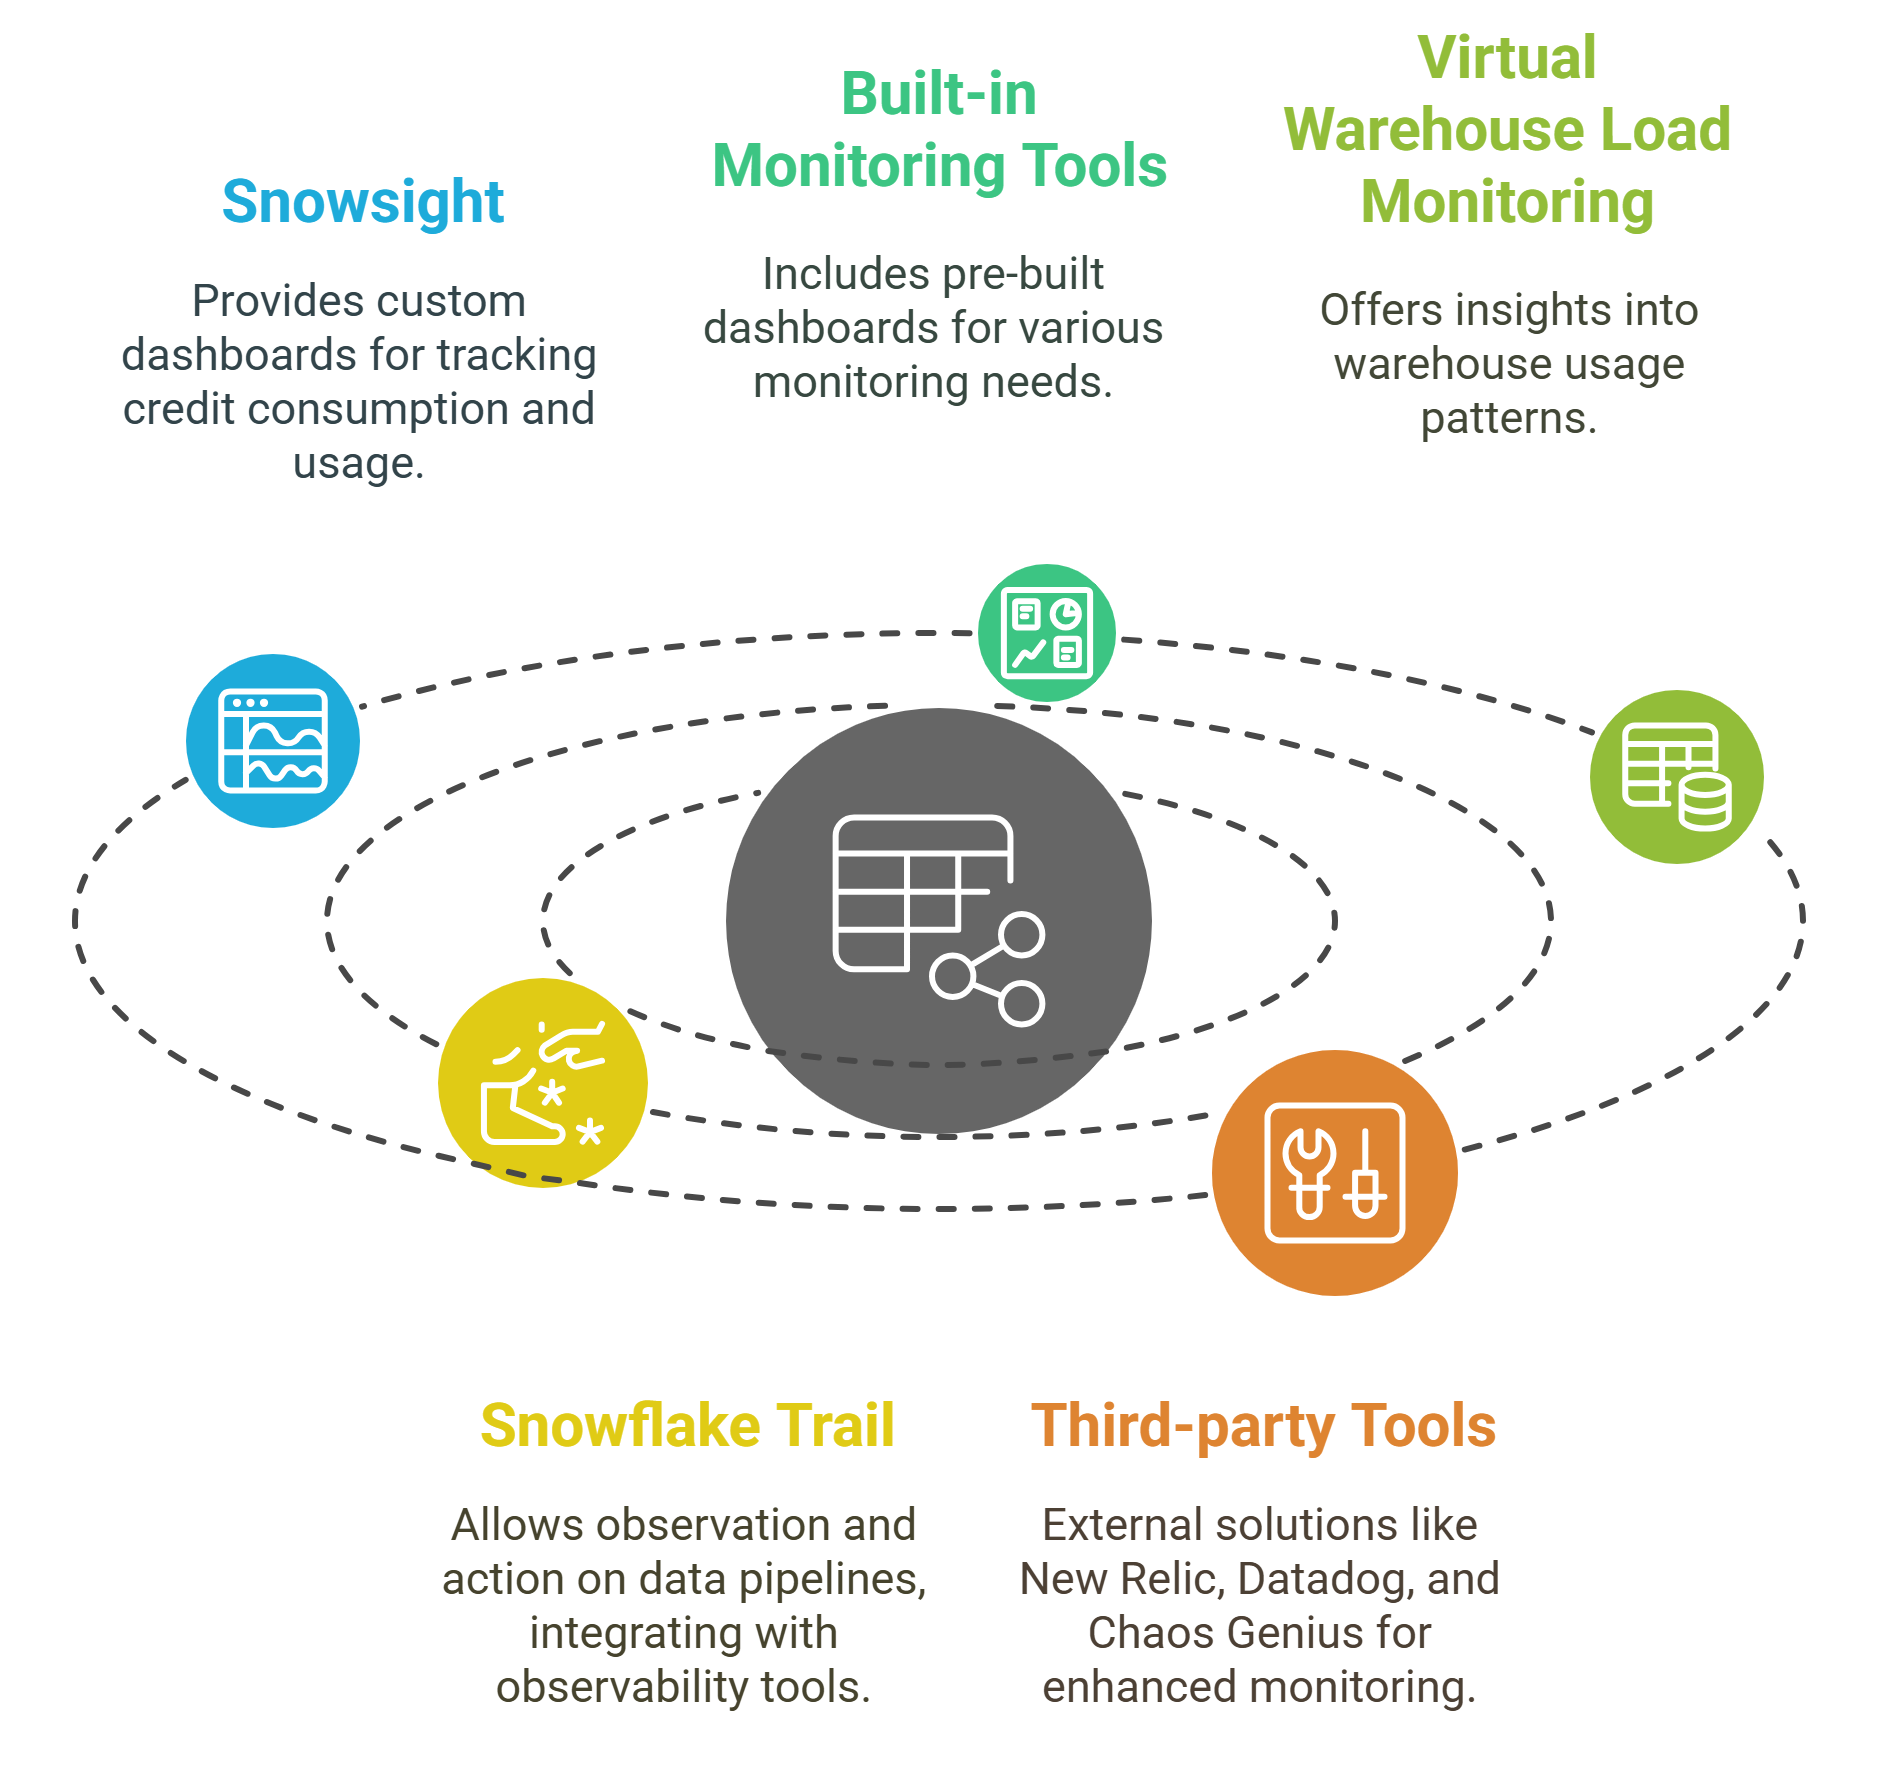 Snowsight
Provides custom
dashboards for tracking
credit consumption and
usage.
Built-in
Monitoring Tools
Includes pre-built
dashboards for various
monitoring needs.
Virtual
Warehouse Load
Monitoring
Offers insights into
warehouse usage
patterns.
Snowflake Trail
Allows observation and
action on data pipelines,
integrating with
observability tools.
Third-party Tools
External solutions like
New Relic, Datadog, and
Chaos Genius for
enhanced monitoring.